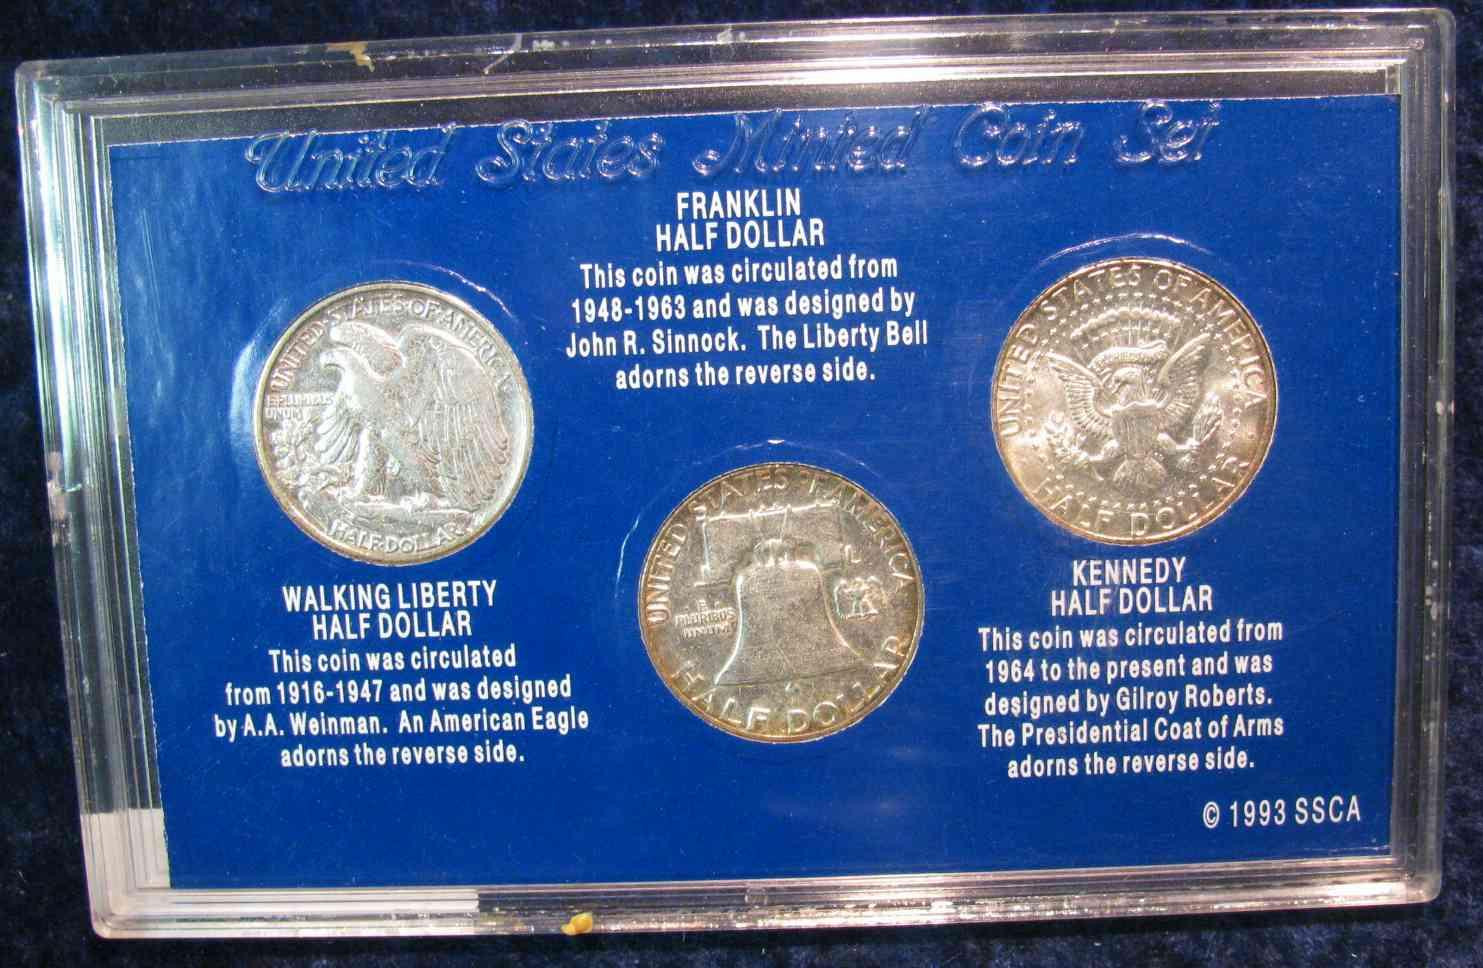 United States Minted Coin Set
FRANKLIN
HALF DOLLAR
This coin was circulated from
1948-1963 and was designed by
John R. Sinnock. The Liberty Bell
adorns the reverse side.
UNITED STATES OF AMERICA
E PLURIBUS
UNUM
HALF DOLLAR
WALKING LIBERTY
HALF DOLLAR
This coin was circulated
from 1916-1947 and was designed
by A.A. Weinman. An American Eagle
adorns the reverse side.
UNITED STATES OF AMERICA
E
PLURIBUS
UNUM
HALF DOLLAR
UNITED STATES OF AMERICA
HALF DOLLAR
KENNEDY
HALF DOLLAR
This coin was circulated from
1964 to the present and was
designed by Gilroy Roberts.
The Presidential Coat of Arms
adorns the reverse side.
© 1993 SSCA